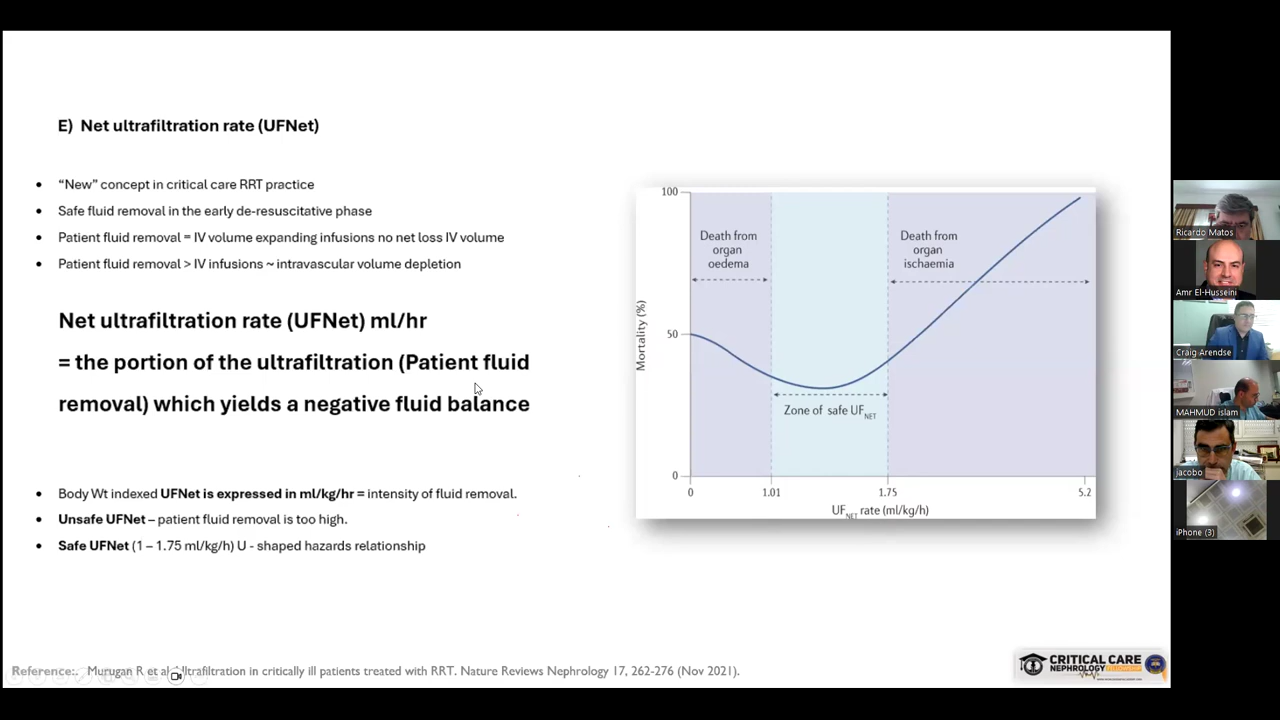 E) Net ultrafiltration rate (UFNet)
• “New” concept in critical care RRT practice
• Safe fluid removal in the early de-resuscitative phase
• Patient fluid removal = IV volume expanding infusions no net loss IV volume
• Patient fluid removal > IV infusions ~ intravascular volume depletion
Net ultrafiltration rate (UFNet) ml/hr
= the portion of the ultrafiltration (Patient fluid
removal) which yields a negative fluid balance
• Body Wt indexed UFNet is expressed in ml/kg/hr = intensity of fluid removal.
• Unsafe UFNet – patient fluid removal is too high.
• Safe UFNet (1 – 1.75 ml/kg/h) U - shaped hazards relationship
100
50
0
Mortality (%)
Death from
organ
oedema
Death from
organ
ischaemia
Zone of safe UFNET
0 1.01 1.75 5.2
UFNET rate (ml/kg/h)
Reference:. Murugan R et al. Ultrafiltration in critically ill patients treated with RRT. Nature Reviews Nephrology 17, 262-276 (Nov 2021).
CRITICAL CARE
NEPHROLOGY FELLOWSHIP
Ricardo Matos
Amr El-Husseini
Craig Arendse
MAHMUD islam
jacobo
iPhone (3)